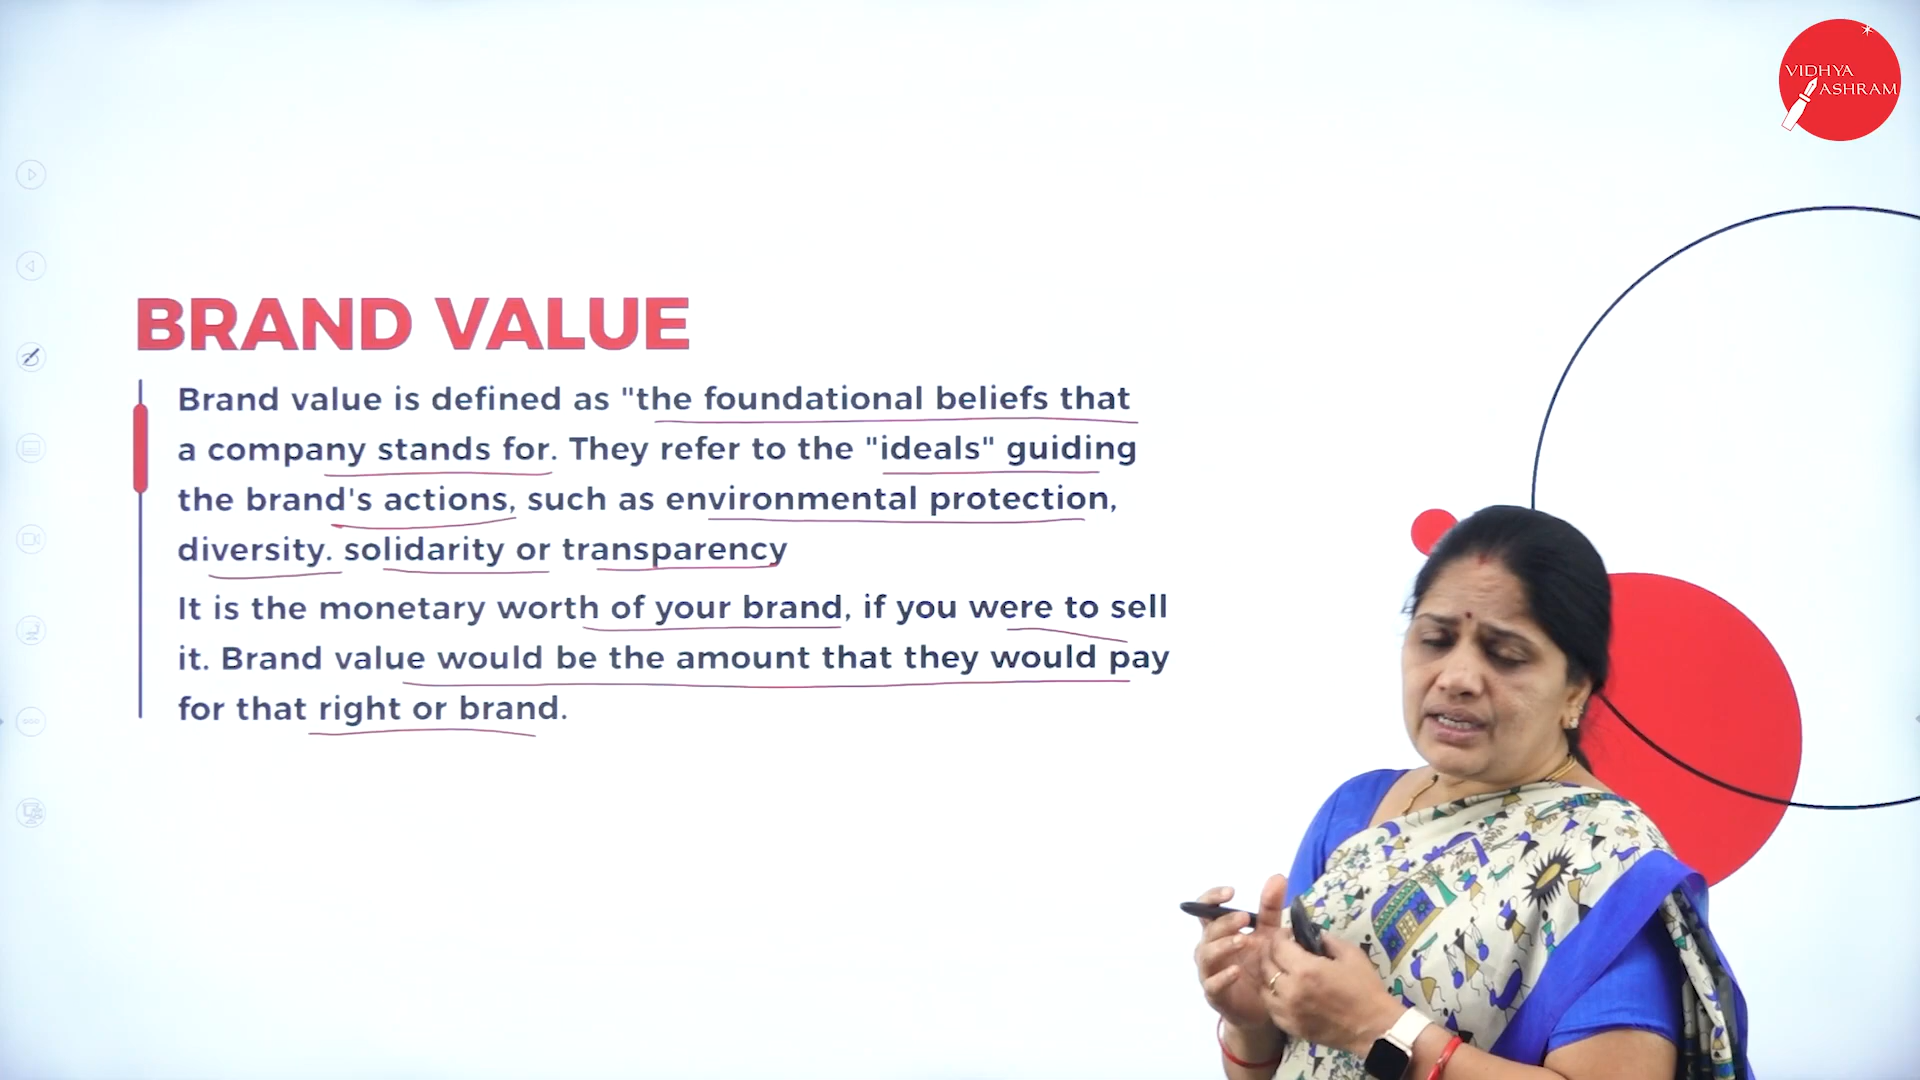 VIDHYA
ASHRAM
BRAND VALUE
Brand value is defined as "the foundational beliefs that
a company stands for. They refer to the "ideals" guiding
the brand's actions, such as environmental protection,
diversity. solidarity or transparency
It is the monetary worth of your brand, if you were to sell
it. Brand value would be the amount that they would pay
for that right or brand.